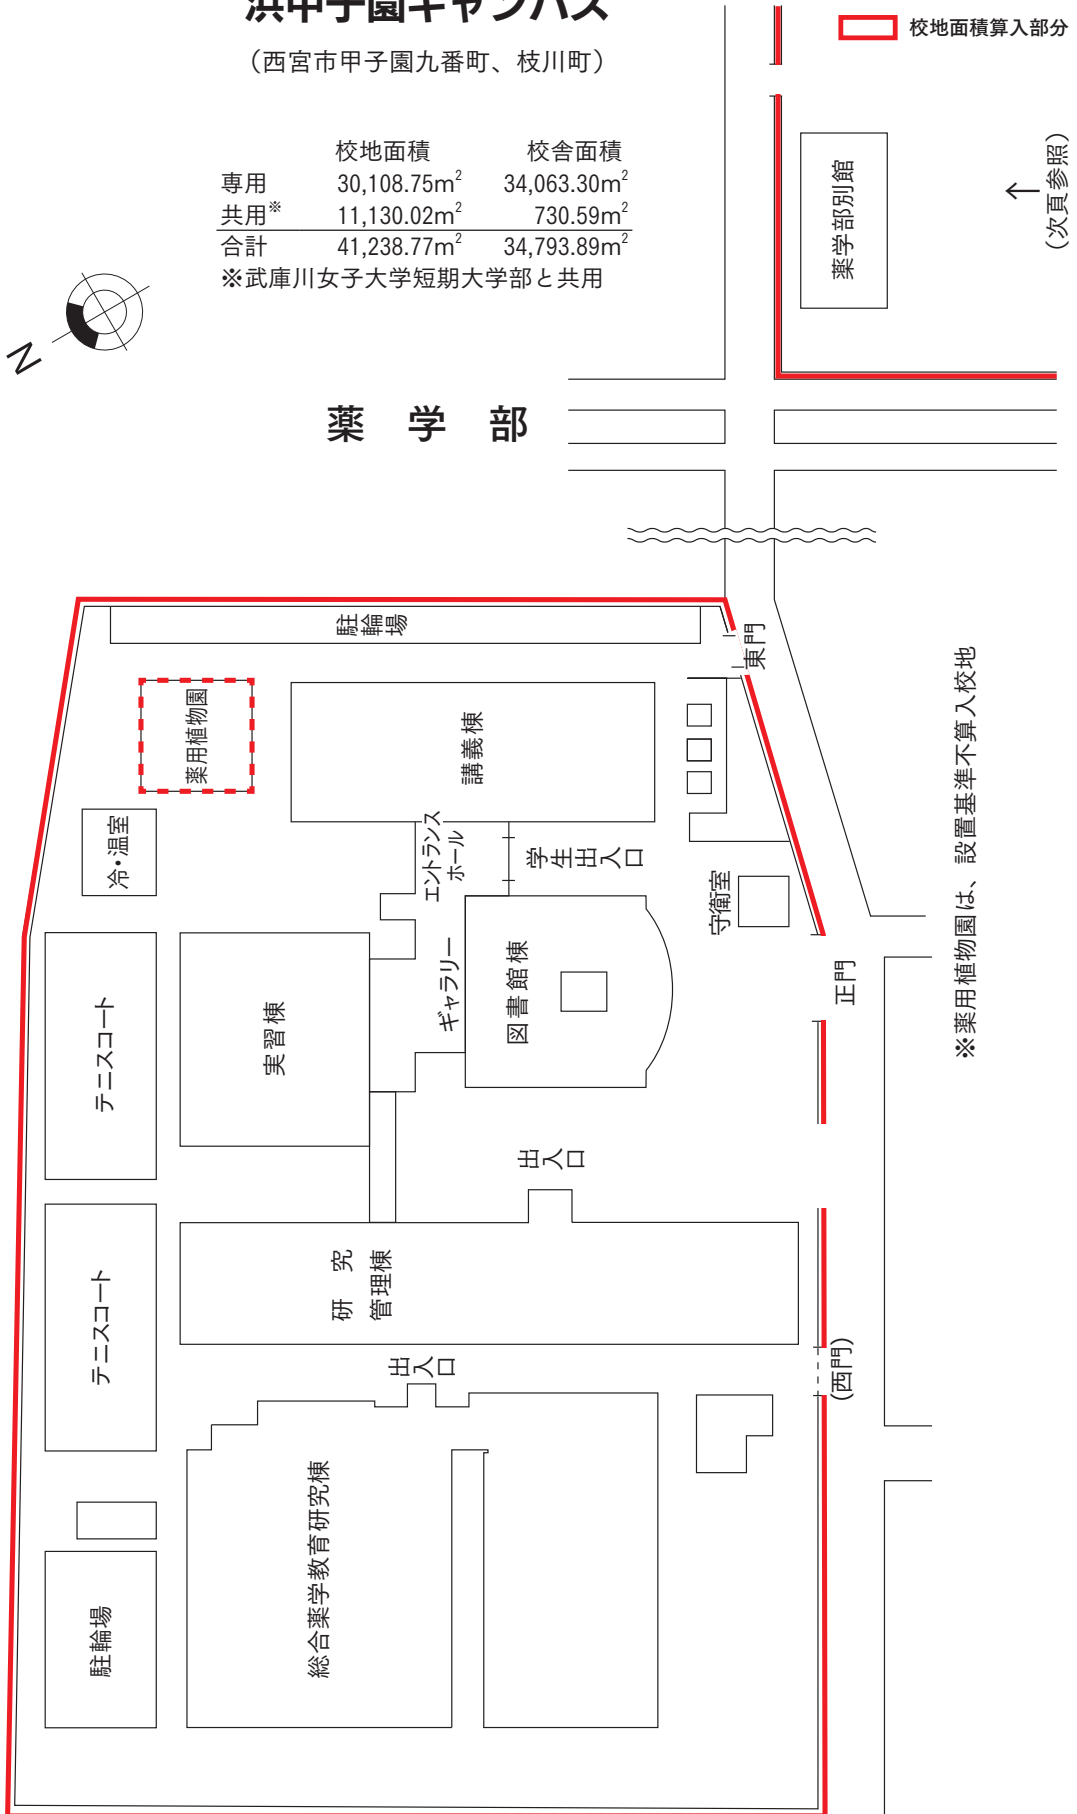 浜甲子園キャンパス
(西宮市甲子園九番町、枝川町)
校地面積算入部分
校地面積 校舎面積
専用 30,108.75m² 34,063.30m²
共用※ 11,130.02m² 730.59m²
合計 41,238.77m² 34,793.89m²
※武庫川女子大学短期大学部と共用
N
薬学部別館
←
(次頁参照)
薬学部
駐輪場
東門
薬用植物園
講義棟
冷・温室
エントランス
ホール
学生出入口
守衛室
※薬用植物園は、設置基準不算入校地
テニスコート
実習棟
ギャラリー
図書館棟
正門
出入口
テニスコート
研究
管理棟
出入口
(西門)
総合薬学教育研究棟
駐輪場